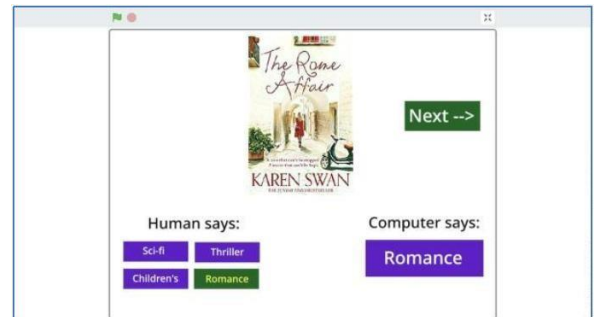 The Rome
Affair
KAREN SWAN
Next -->
Human says:
Computer says:
Sci-fi
Thriller
Romance
Children's
Romance